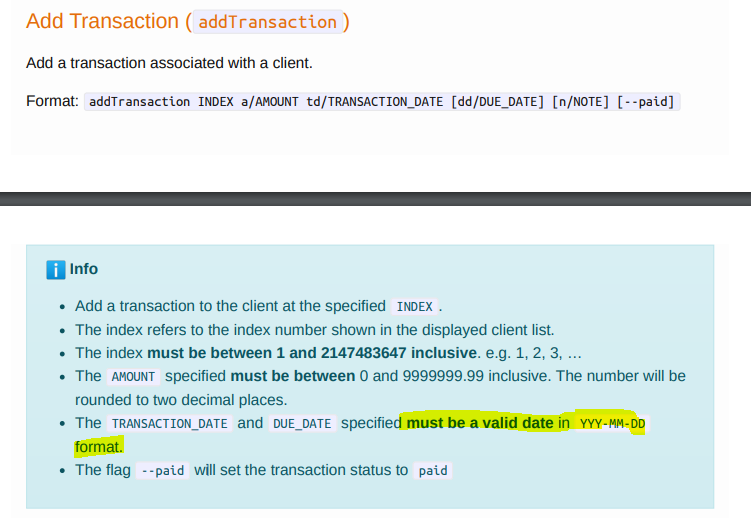 Add Transaction ( addTransaction )
Add a transaction associated with a client.
Format: addTransaction INDEX a/AMOUNT td/TRANSACTION_DATE [dd/DUE_DATE] [n/NOTE] [--paid]
i Info
• Add a transaction to the client at the specified INDEX .
• The index refers to the index number shown in the displayed client list.
• The index must be between 1 and 2147483647 inclusive. e.g. 1, 2, 3, …
• The AMOUNT specified must be between 0 and 9999999.99 inclusive. The number will be
rounded to two decimal places.
• The TRANSACTION_DATE and DUE_DATE specified must be a valid date in YYY-MM-DD
format.
• The flag --paid will set the transaction status to paid